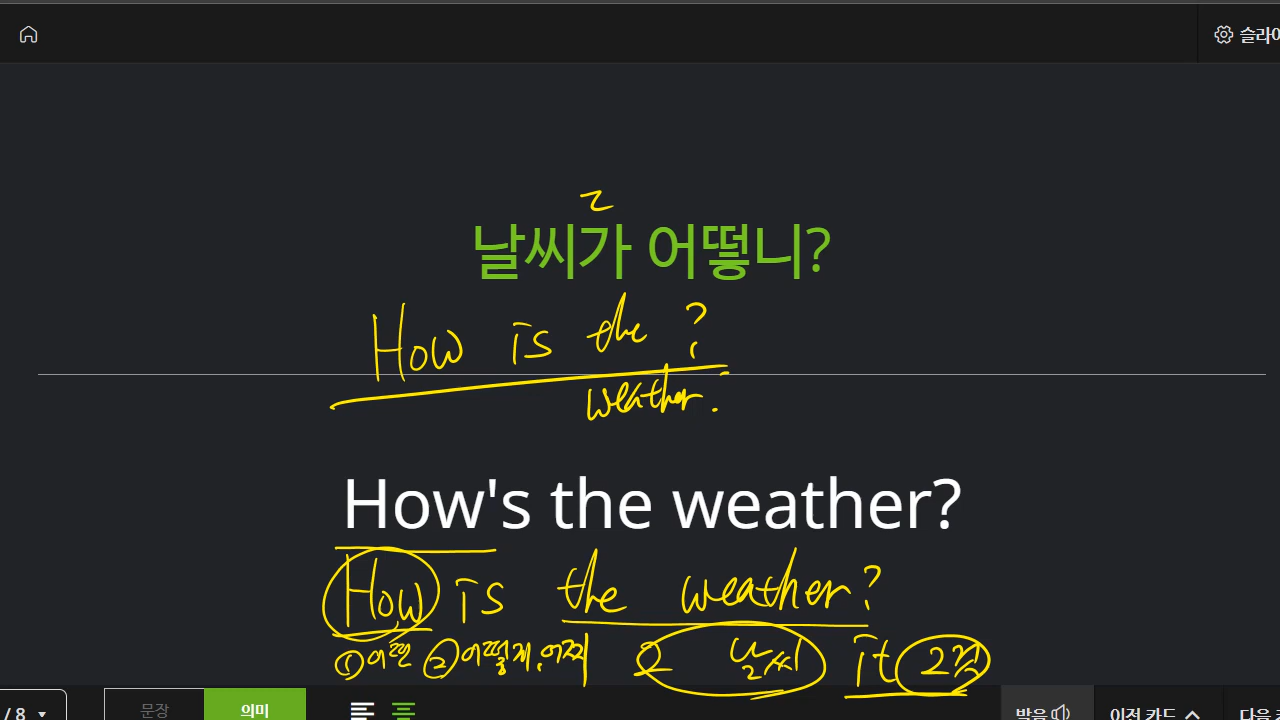 슬라이
2
날씨가 어떻니?
How is the ?
weather.
How's the weather?
How is the weather?
①어떤 ②어떻게, 어찌 2 날씨 it
/ 8 문장 의미 발음 이전 카드 다음